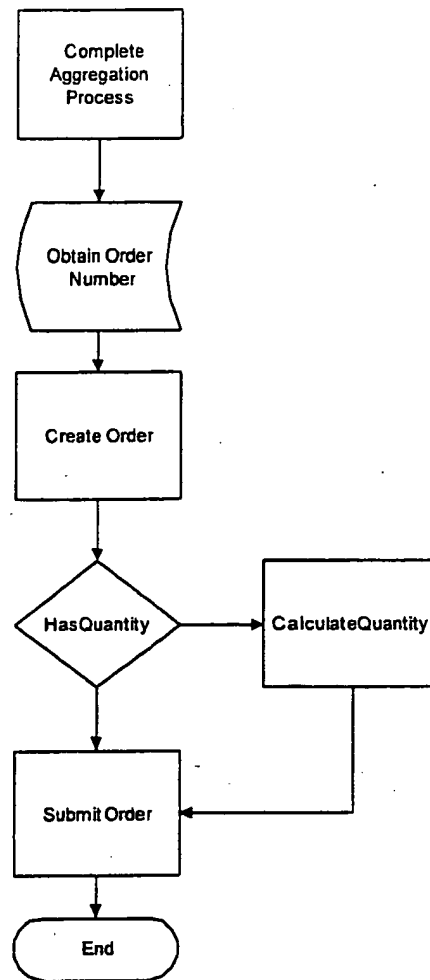 Complete
Aggregation
Process
Obtain Order
Number
Create Order
HasQuantity
CalculateQuantity
Submit Order
End